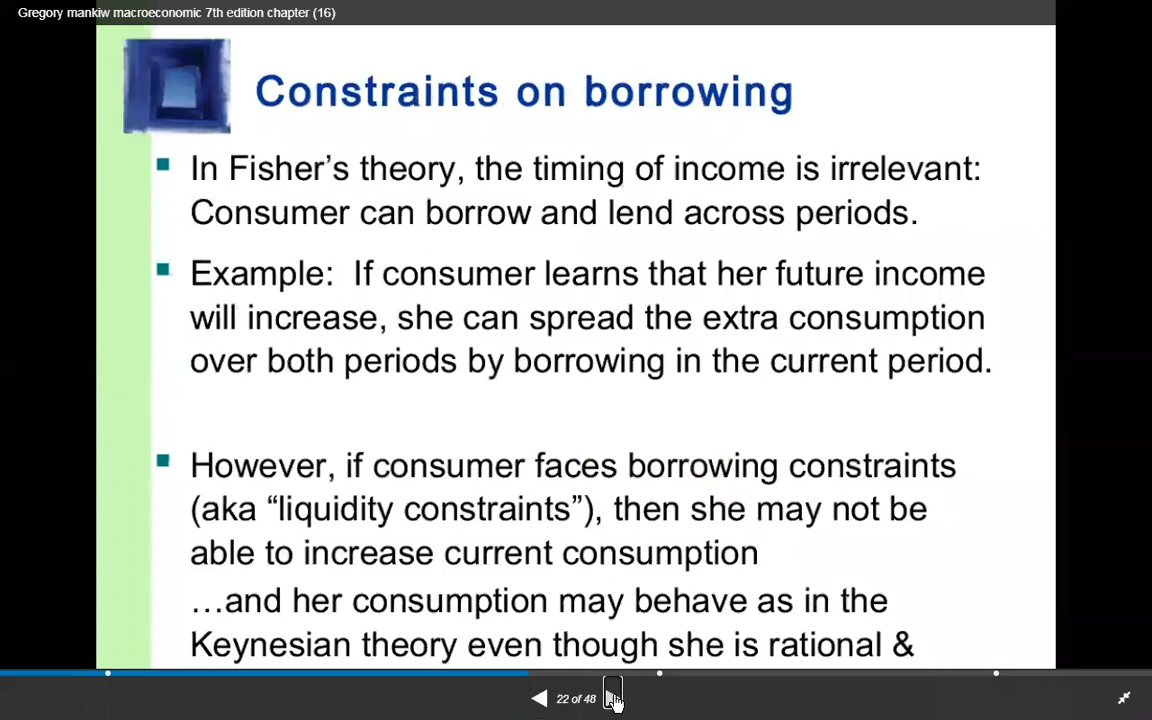 Gregory mankiw macroeconomic 7th edition chapter (16)
Constraints on borrowing
In Fisher’s theory, the timing of income is irrelevant:
Consumer can borrow and lend across periods.
Example: If consumer learns that her future income
will increase, she can spread the extra consumption
over both periods by borrowing in the current period.
However, if consumer faces borrowing constraints
(aka “liquidity constraints”), then she may not be
able to increase current consumption
…and her consumption may behave as in the
Keynesian theory even though she is rational &
22 of 48